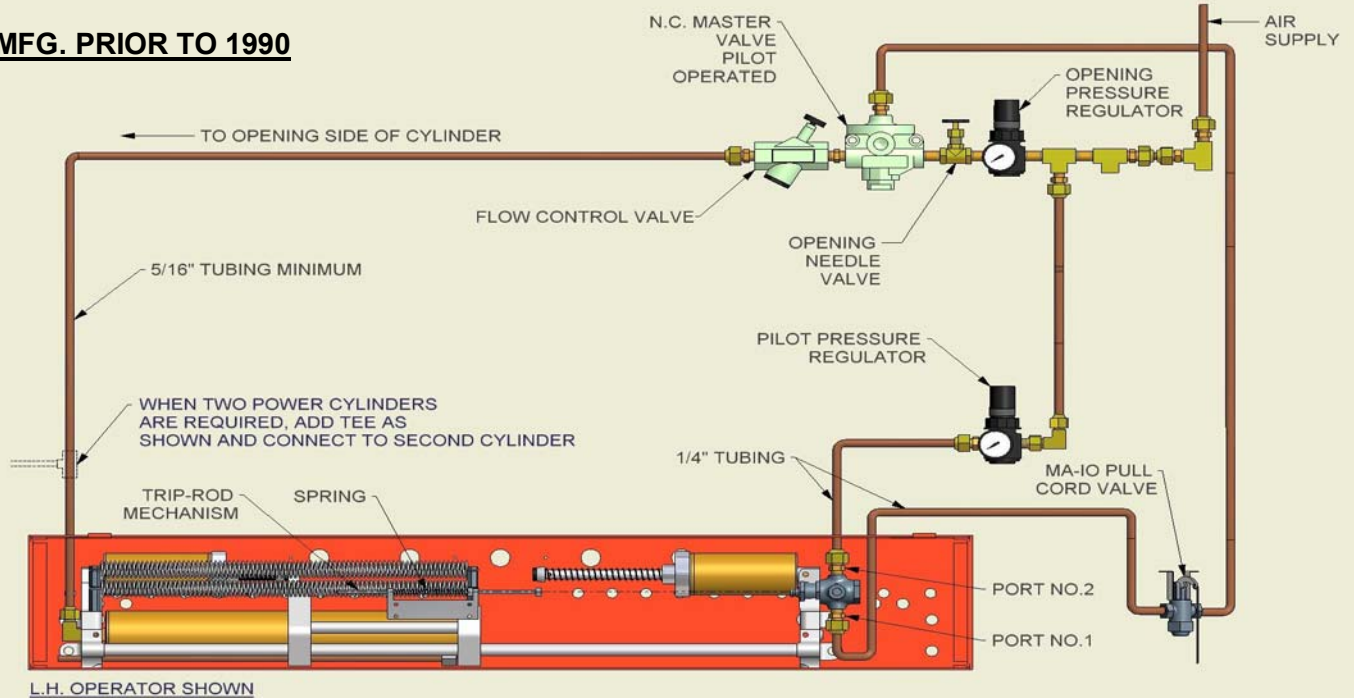 MFG. PRIOR TO 1990
N.C. MASTER
VALVE
PILOT
OPERATED
AIR
SUPPLY
OPENING
PRESSURE
REGULATOR
TO OPENING SIDE OF CYLINDER
FLOW CONTROL VALVE
OPENING
NEEDLE
VALVE
5/16" TUBING MINIMUM
PILOT PRESSURE
REGULATOR
WHEN TWO POWER CYLINDERS
ARE REQUIRED, ADD TEE AS
SHOWN AND CONNECT TO SECOND CYLINDER
1/4" TUBING
MA-IO PULL
CORD VALVE
TRIP-ROD
MECHANISM
SPRING
PORT NO.2
PORT NO.1
L.H. OPERATOR SHOWN